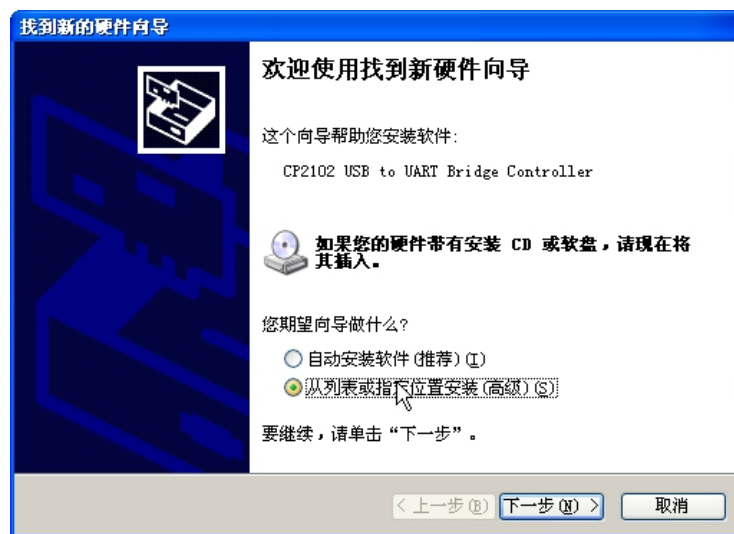 找到新的硬件向导
欢迎使用找到新硬件向导
这个向导帮助您安装软件:
CP2102 USB to UART Bridge Controller
如果您的硬件带有安装 CD 或软盘,请现在将
其插入。
您期望向导做什么?
自动安装软件(推荐)(I)
从列表或指定位置安装(高级)(S)
要继续,请单击“下一步”。
< 上一步(B) 下一步(N) > 取消